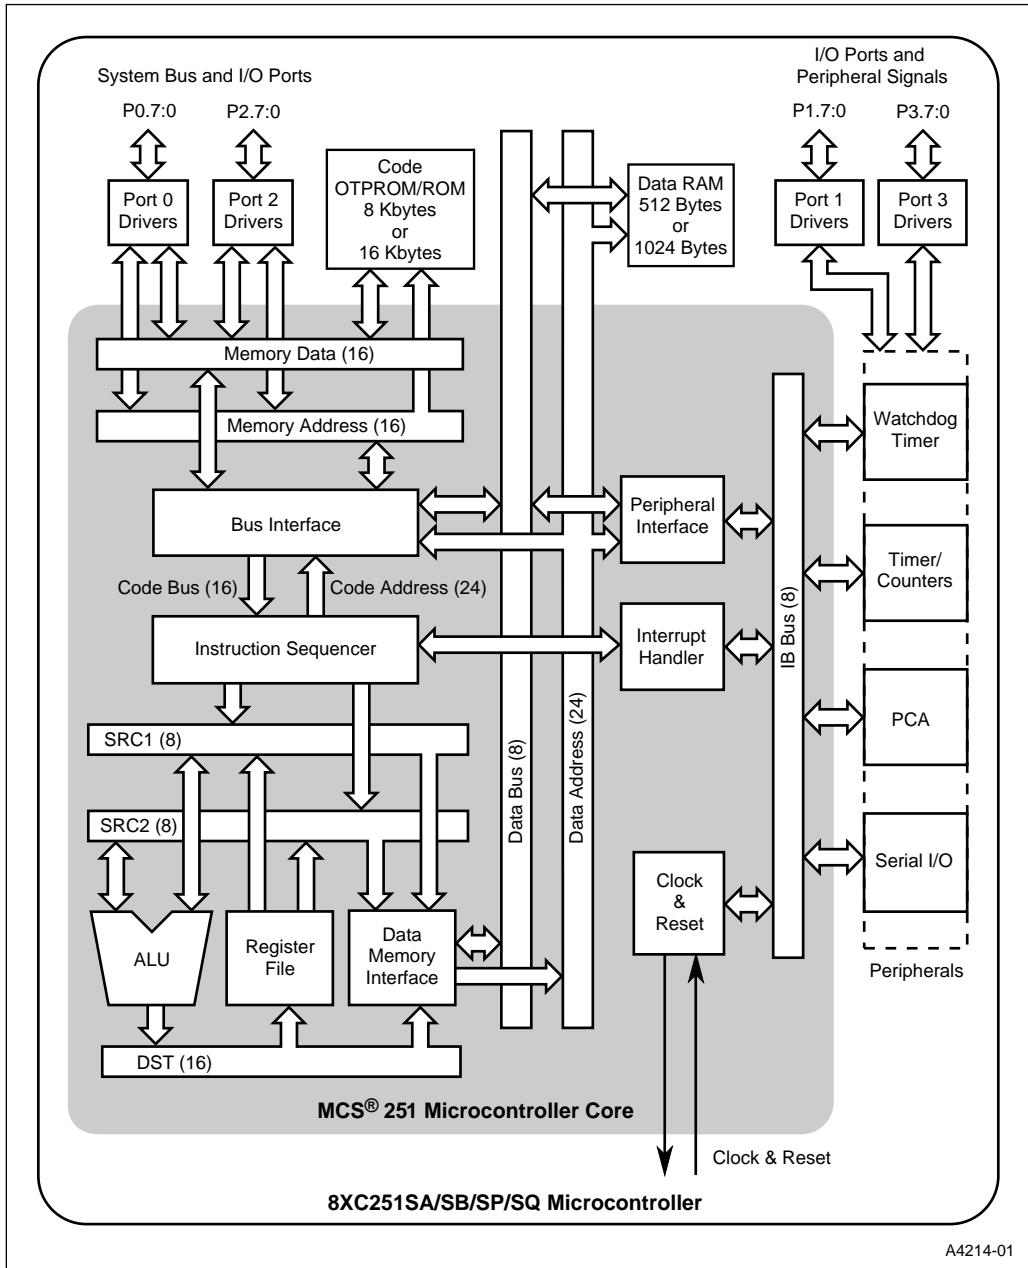 System Bus and I/O Ports
I/O Ports and
Peripheral Signals
P0.7:0
P2.7:0
P1.7:0
P3.7:0
Port 0
Drivers
Port 2
Drivers
Code
OTPROM/ROM
8 Kbytes
or
16 Kbytes
Data RAM
512 Bytes
or
1024 Bytes
Port 1
Drivers
Port 3
Drivers
Memory Data (16)
Memory Address (16)
Bus Interface
Peripheral
Interface
Watchdog
Timer
Code Bus (16)
Code Address (24)
Timer/
Counters
Instruction Sequencer
Interrupt
Handler
IB Bus (8)
SRC1 (8)
Data Bus (8)
Data Address (24)
PCA
SRC2 (8)
Serial I/O
ALU
Register
File
Data
Memory
Interface
Clock
&
Reset
Peripherals
DST (16)
MCS® 251 Microcontroller Core
Clock & Reset
8XC251SA/SB/SP/SQ Microcontroller
A4214-01